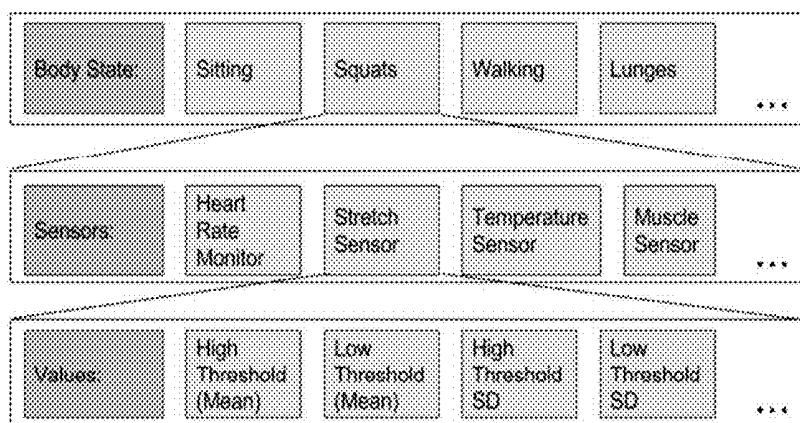 Body State:
Sitting
Squats
Walking
Lunges
...
Sensors:
Heart
Rate
Monitor
Stretch
Sensor
Temperature
Sensor
Muscle
Sensor
...
Values:
High
Threshold
(Mean)
Low
Threshold
(Mean)
High
Threshold
SD
Low
Threshold
SD
...